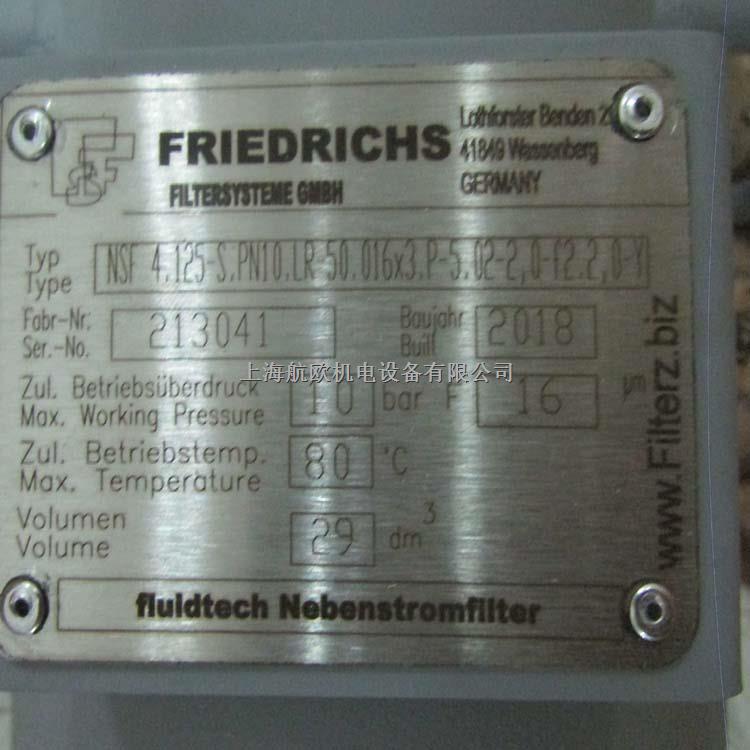 FRIEDRICHS
FILTERSYSTEME GMBH
Lothforster Benden
41849 Wassenberg
GERMANY
Typ
Type
NSF 4.125-S.PN10.LR-50.016x3.P-5.02-2,0-f2.2,0-Y
Fabr-Nr.
Ser.-No.
213041
Baujahr
Built
2018
上海航欧机电设备有限公司
Zul. Betriebsüberdruck
Max. Working Pressure
10 bar F 16 µm
Zul. Betriebstemp.
Max. Temperature
80 °C
Volumen
Volume
29 dm³
fluidtech Nebenstromfilter
www.Filterz.biz